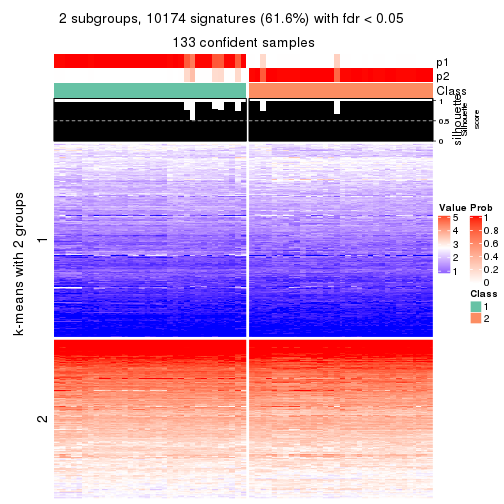 2 subgroups, 10174 signatures (61.6%) with fdr < 0.05
133 confident samples
p1
p2
Class
1
0.5
0
silhouette
Silhouette
score
k-means with 2 groups
1
2
Value
5
4
3
2
1
Prob
1
0.8
0.6
0.4
0.2
0
Class
1
2